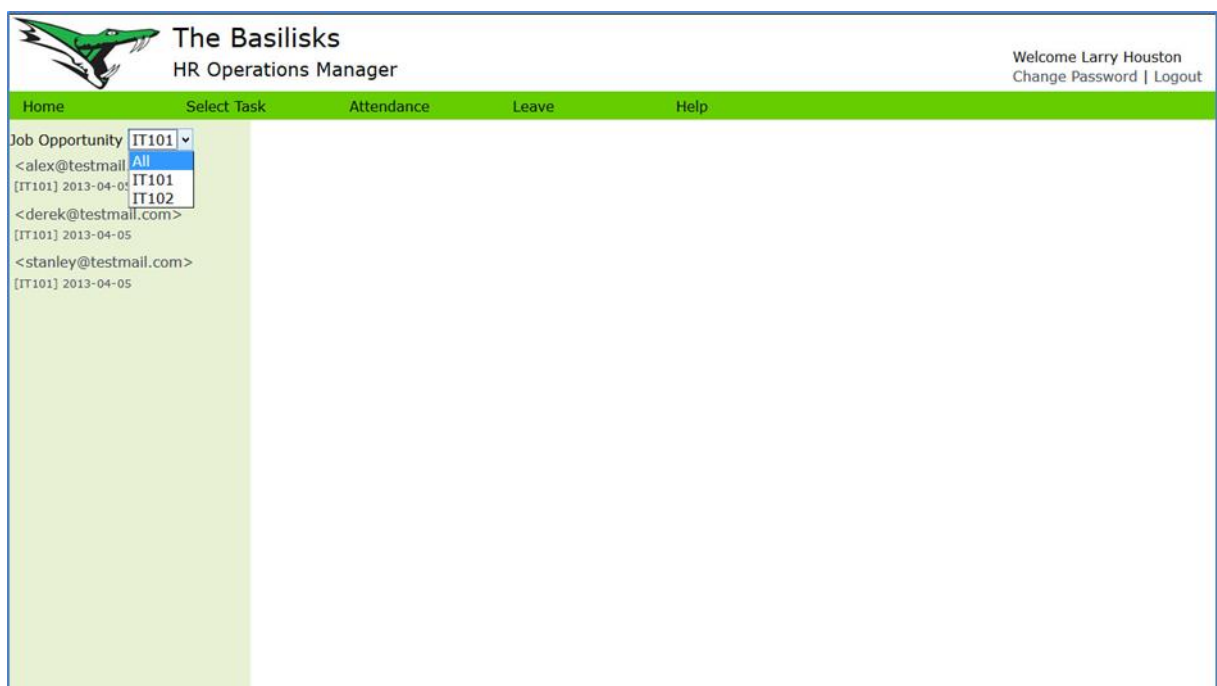 The Basilisks
HR Operations Manager
Welcome Larry Houston
Change Password | Logout
Home Select Task Attendance Leave Help
Job Opportunity IT101
All
IT101
IT102
<alex@testmail
[IT101] 2013-04-05
<derek@testmail.com>
[IT101] 2013-04-05
<stanley@testmail.com>
[IT101] 2013-04-05